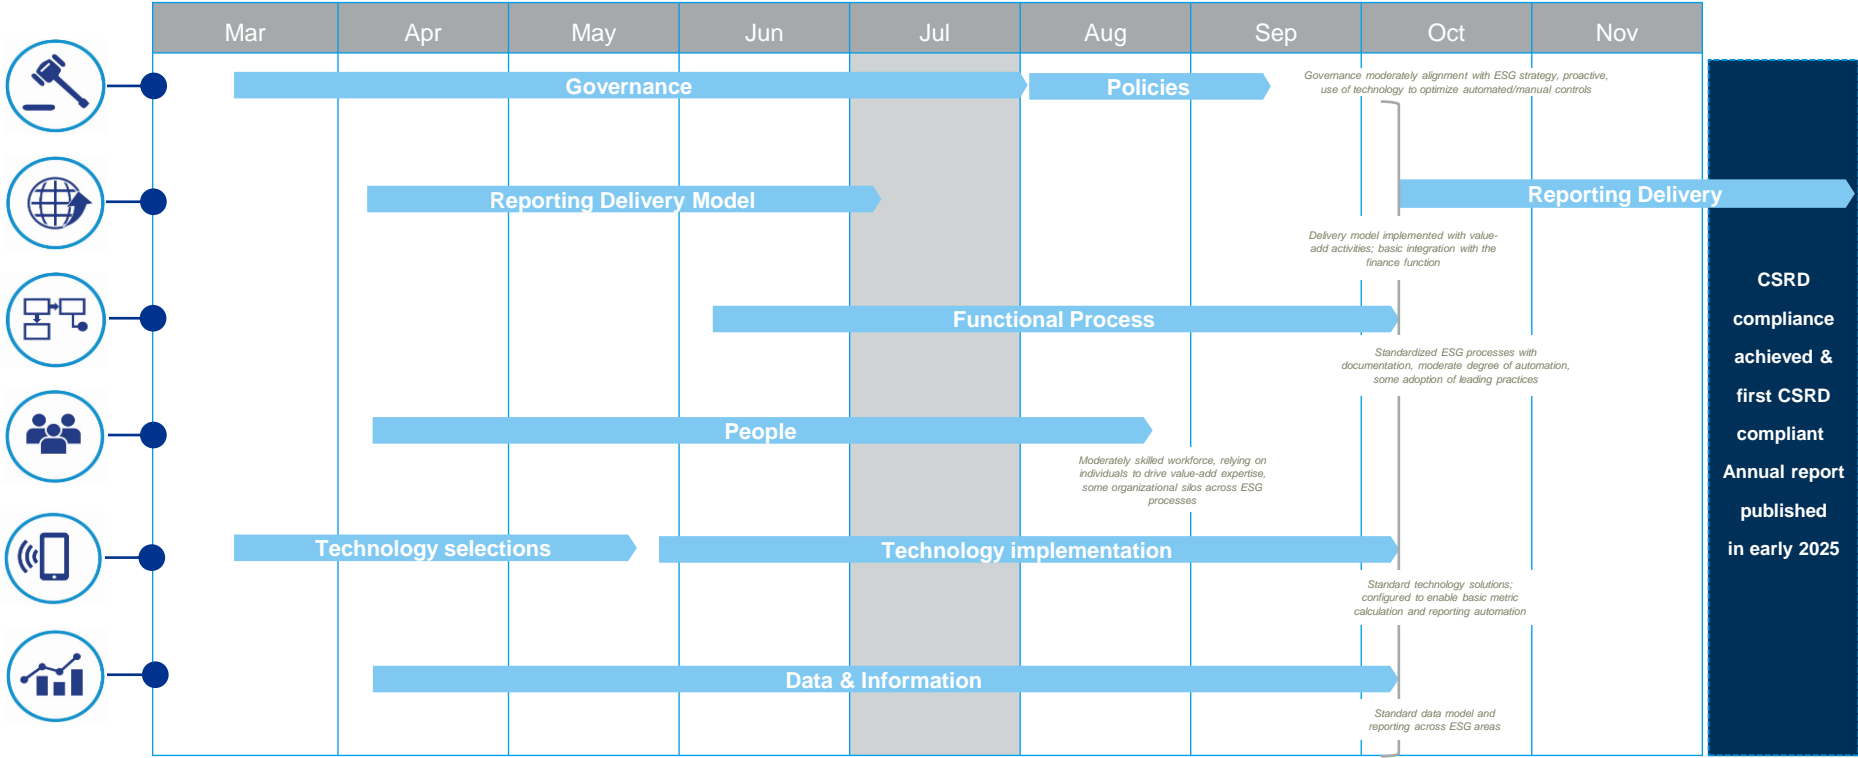 Mar
Apr
May
Jun
Jul
Aug
Sep
Oct
Nov
Governance
Policies
Governance moderately alignment with ESG strategy, proactive,
use of technology to optimize automated/manual controls
Reporting Delivery Model
Reporting Delivery
Delivery model implemented with value-
add activities; basic integration with the
finance function
Functional Process
Standardized ESG processes with
documentation, moderate degree of automation,
some adoption of leading practices
People
Moderately skilled workforce, relying on
individuals to drive value-add expertise,
some organizational silos across ESG
processes
Technology selections
Technology implementation
Standard technology solutions;
configured to enable basic metric
calculation and reporting automation
Data & Information
Standard data model and
reporting across ESG areas
CSRD
compliance
achieved &
first CSRD
compliant
Annual report
published
in early 2025